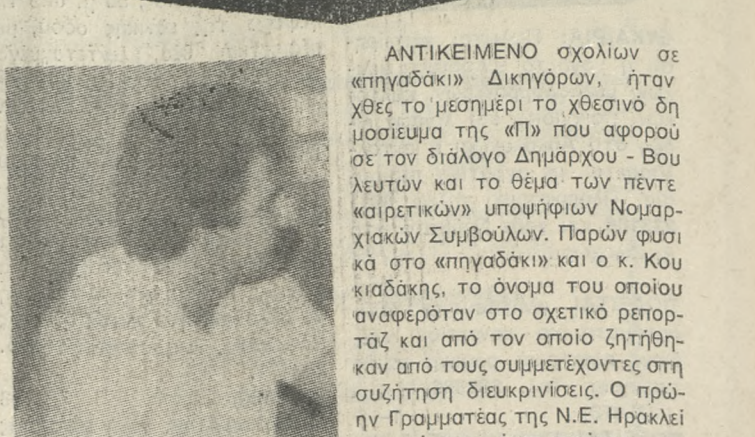 ΑΝΤΙΚΕΙΜΕΝΟ σχολίων σε
«πηγαδάκι» Δικηγόρων, ήταν
χθες το μεσημέρι το χθεσινό δη
μοσίευμα της «Π» που αφορού
σε τον διάλογο Δημάρχου - Βου
λευτών και το θέμα των πέντε
«αιρετικών» υποψήφιων Νομαρ-
χιακών Συμβούλων. Παρών φυσι
κά στο «πηγαδάκι» και ο κ. Κου
κιαδάκης, το όνομα του οποίου
αναφερόταν στο σχετικό ρεπορ-
τάζ και από τον οποίο ζητήθη-
καν από τους συμμετέχοντες στη
συζήτηση διευκρινίσεις. Ο πρώ-
ην Γραμματέας της Ν.Ε. Ηρακλεί